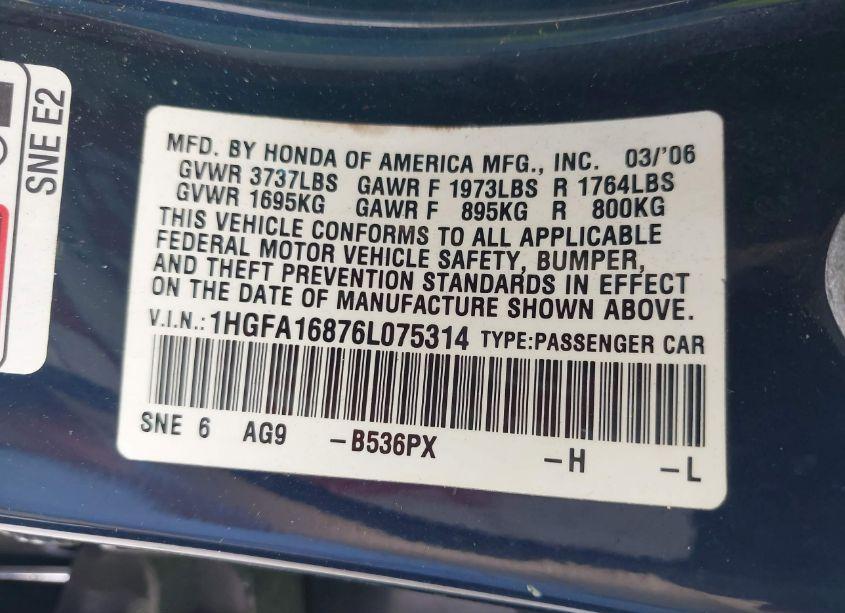 SNE E2
MFD. BY HONDA OF AMERICA MFG., INC. 03/'06
GVWR 3737LBS GAWR F 1973LBS R 1764LBS
GVWR 1695KG GAWR F 895KG R 800KG
THIS VEHICLE CONFORMS TO ALL APPLICABLE
FEDERAL MOTOR VEHICLE SAFETY, BUMPER,
AND THEFT PREVENTION STANDARDS IN EFFECT
ON THE DATE OF MANUFACTURE SHOWN ABOVE.
V.I.N.: 1HGFA16876L075314 TYPE:PASSENGER CAR
SNE 6 AG9 -B536PX -H -L